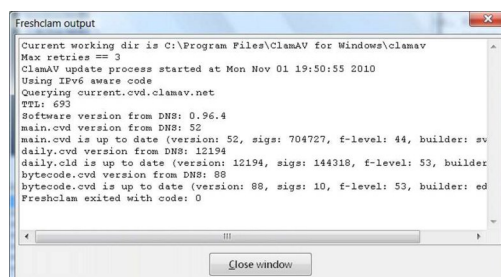 Freshclam output
Current working dir is C:\Program Files\ClamAV for Windows\clamav
Max retries == 3
ClamAV update process started at Mon Nov 01 19:50:55 2010
Using IPv6 aware code
Querying current.cvd.clamav.net
TTL: 693
Software version from DNS: 0.96.4
main.cvd version from DNS: 52
main.cvd is up to date (version: 52, sigs: 704727, f-level: 44, builder: sv
daily.cvd version from DNS: 12194
daily.cld is up to date (version: 12194, sigs: 144318, f-level: 53, builder
bytecode.cvd version from DNS: 88
bytecode.cvd is up to date (version: 88, sigs: 10, f-level: 53, builder: ed
Freshclam exited with code: 0
Close window